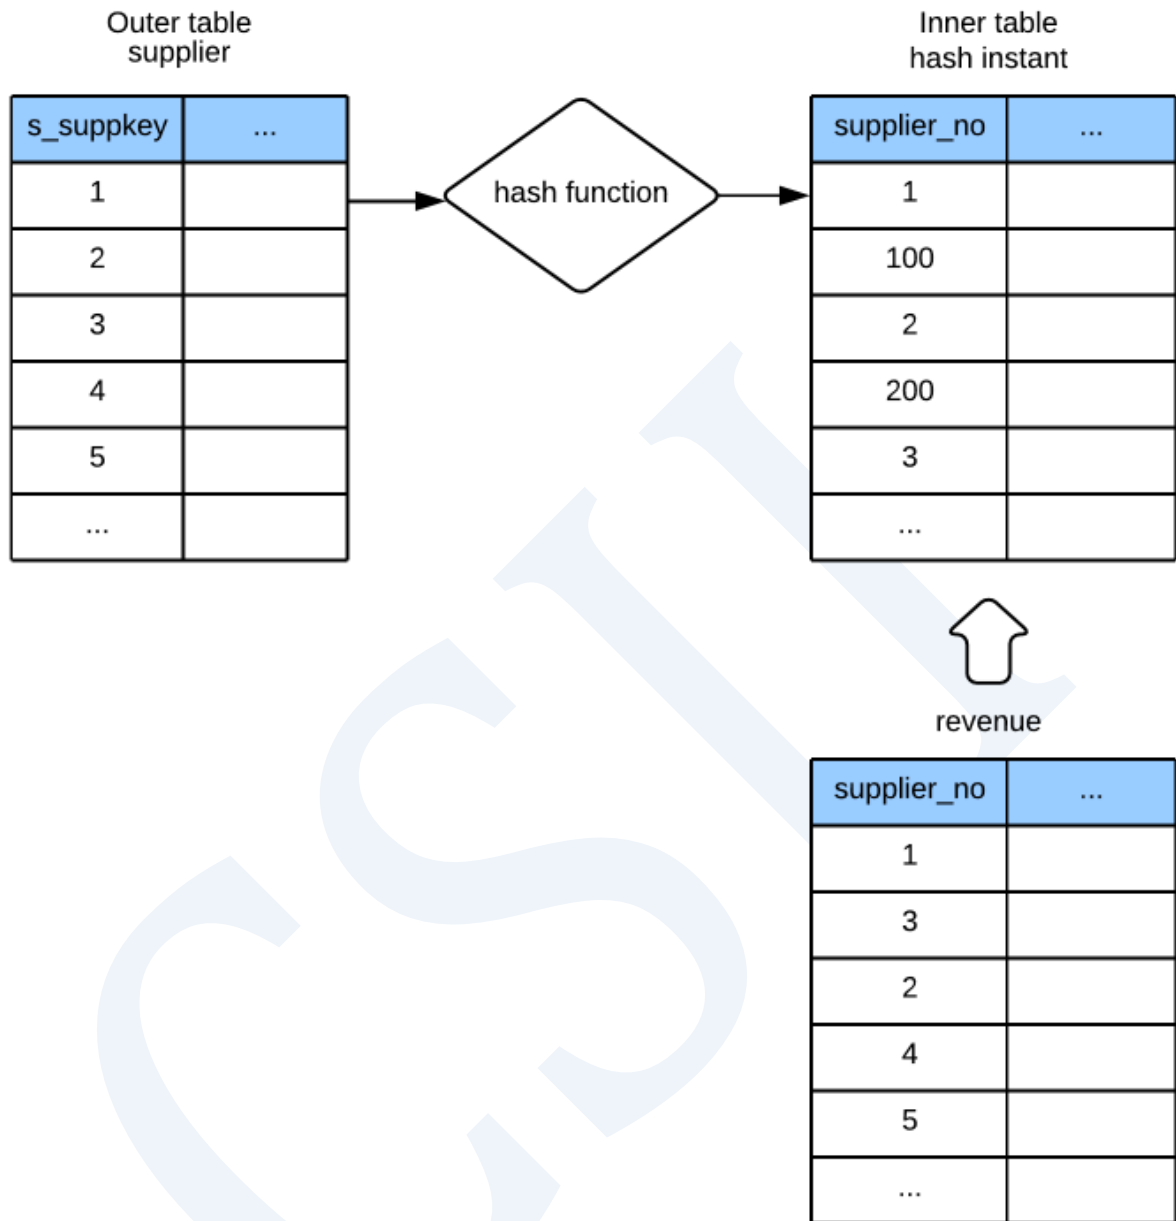 Outer table
supplier
s_suppkey ...
1
2
3
4
5
...
hash function
Inner table
hash instant
supplier_no ...
1
100
2
200
3
...
revenue
supplier_no ...
1
3
2
4
5
...